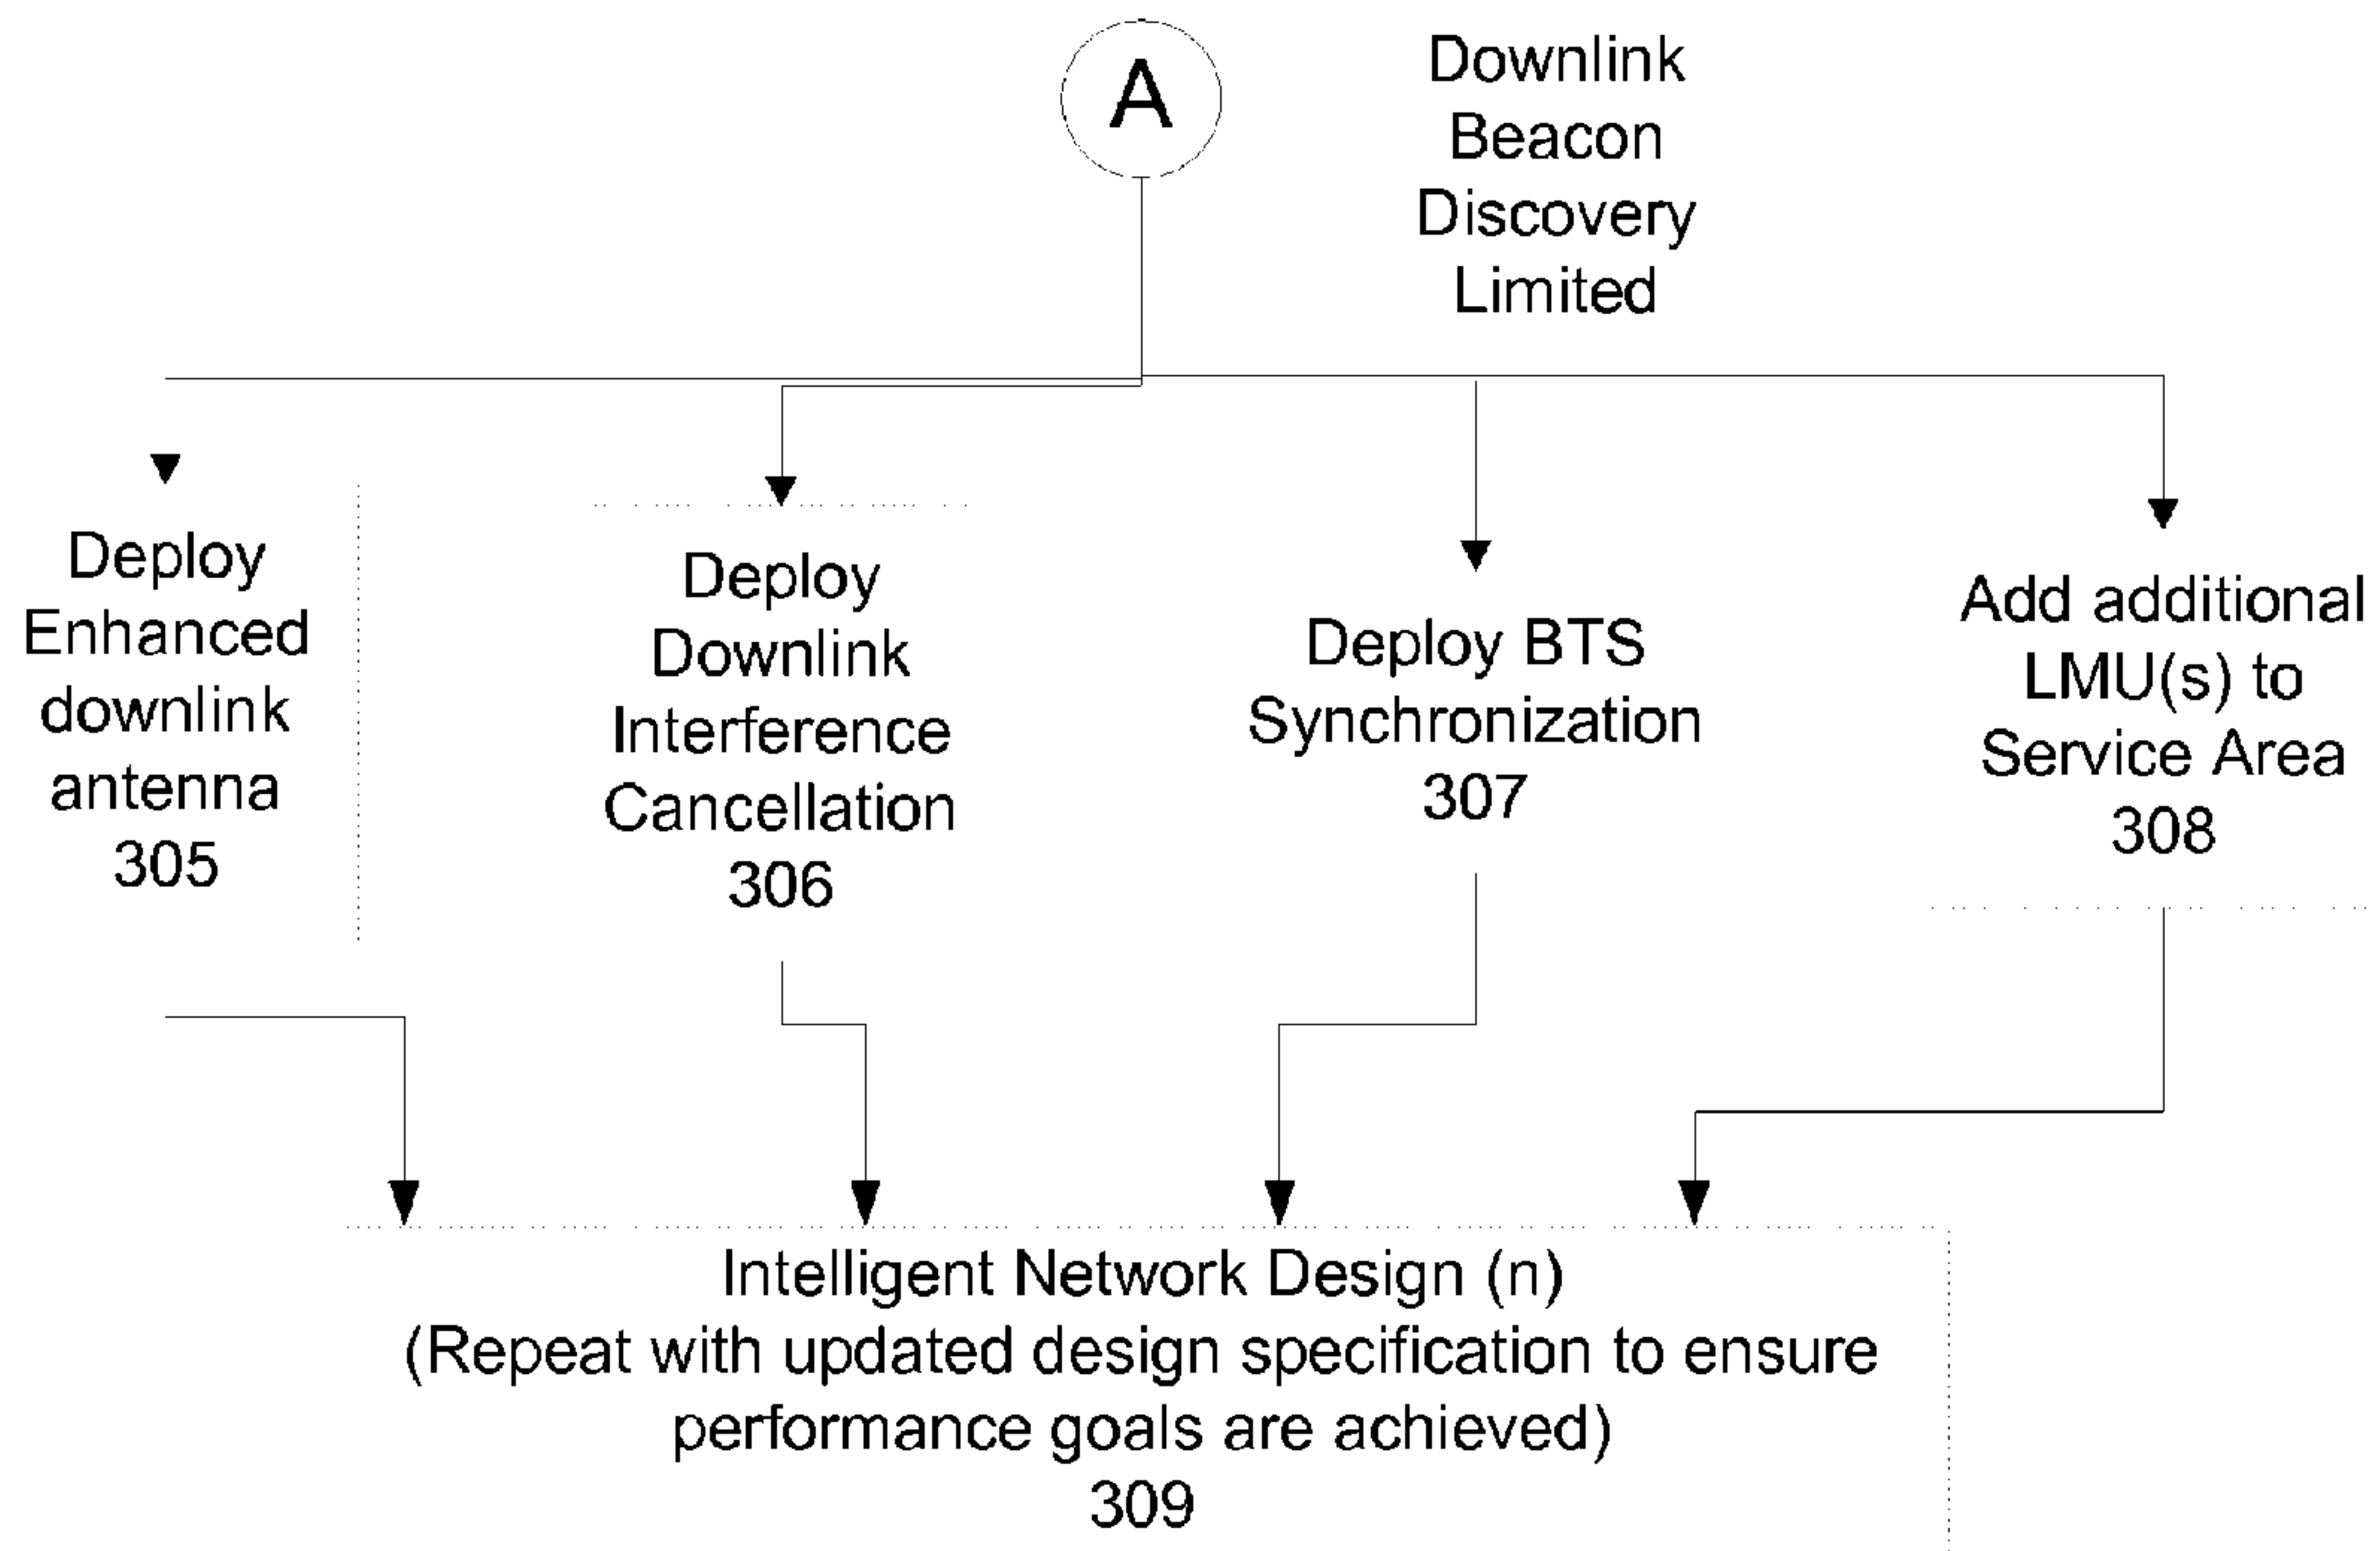 A
Downlink
Beacon
Discovery
Limited
Deploy
Enhanced
downlink
antenna
305
Deploy
Downlink
Interference
Cancellation
306
Deploy BTS
Synchronization
307
Add additional
LMU(s) to
Service Area
308
Intelligent Network Design (n)
(Repeat with updated design specification to ensure
performance goals are achieved)
309